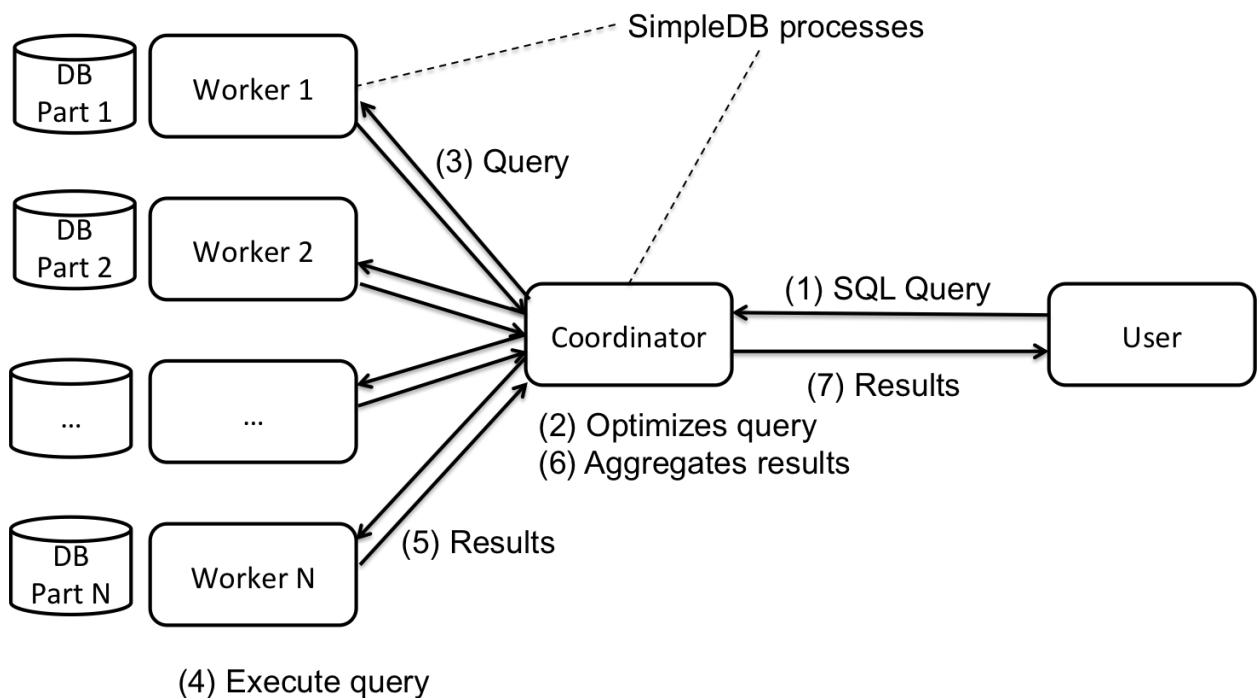 SimpleDB processes
DB
Part 1
Worker 1
(3) Query
DB
Part 2
Worker 2
(1) SQL Query
Coordinator
User
(7) Results
...
...
(2) Optimizes query
(6) Aggregates results
DB
Part N
Worker N
(5) Results
(4) Execute query